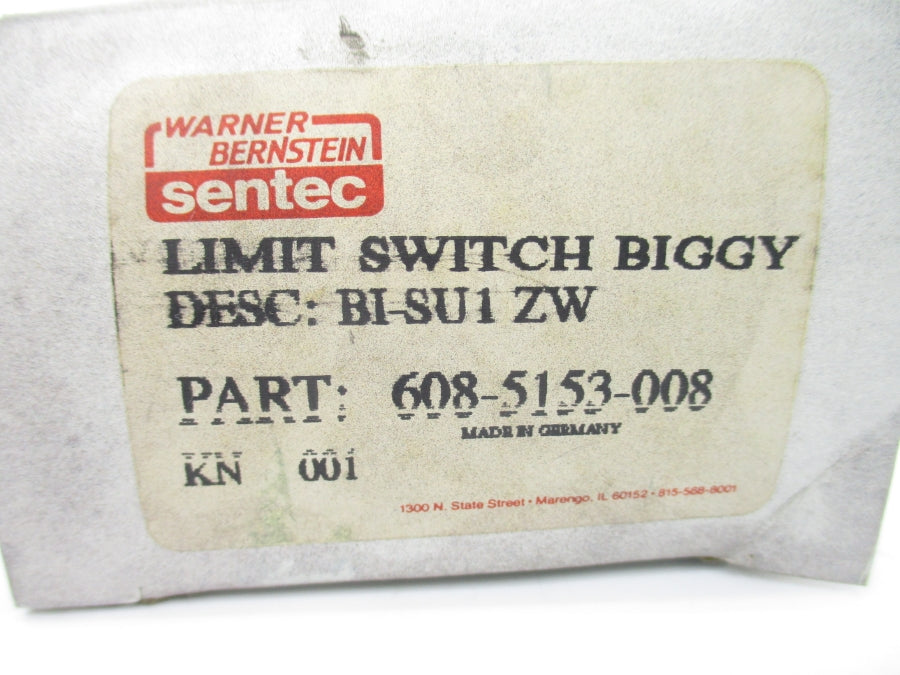 WARNER
BERNSTEIN
sentec
LIMIT SWITCH BIGGY
DESC: BI-SU1 ZW
PART: 608-5153-008
MADE IN GERMANY
KN 001
1300 N. State Street • Marengo, IL 60152 • 815-568-8001